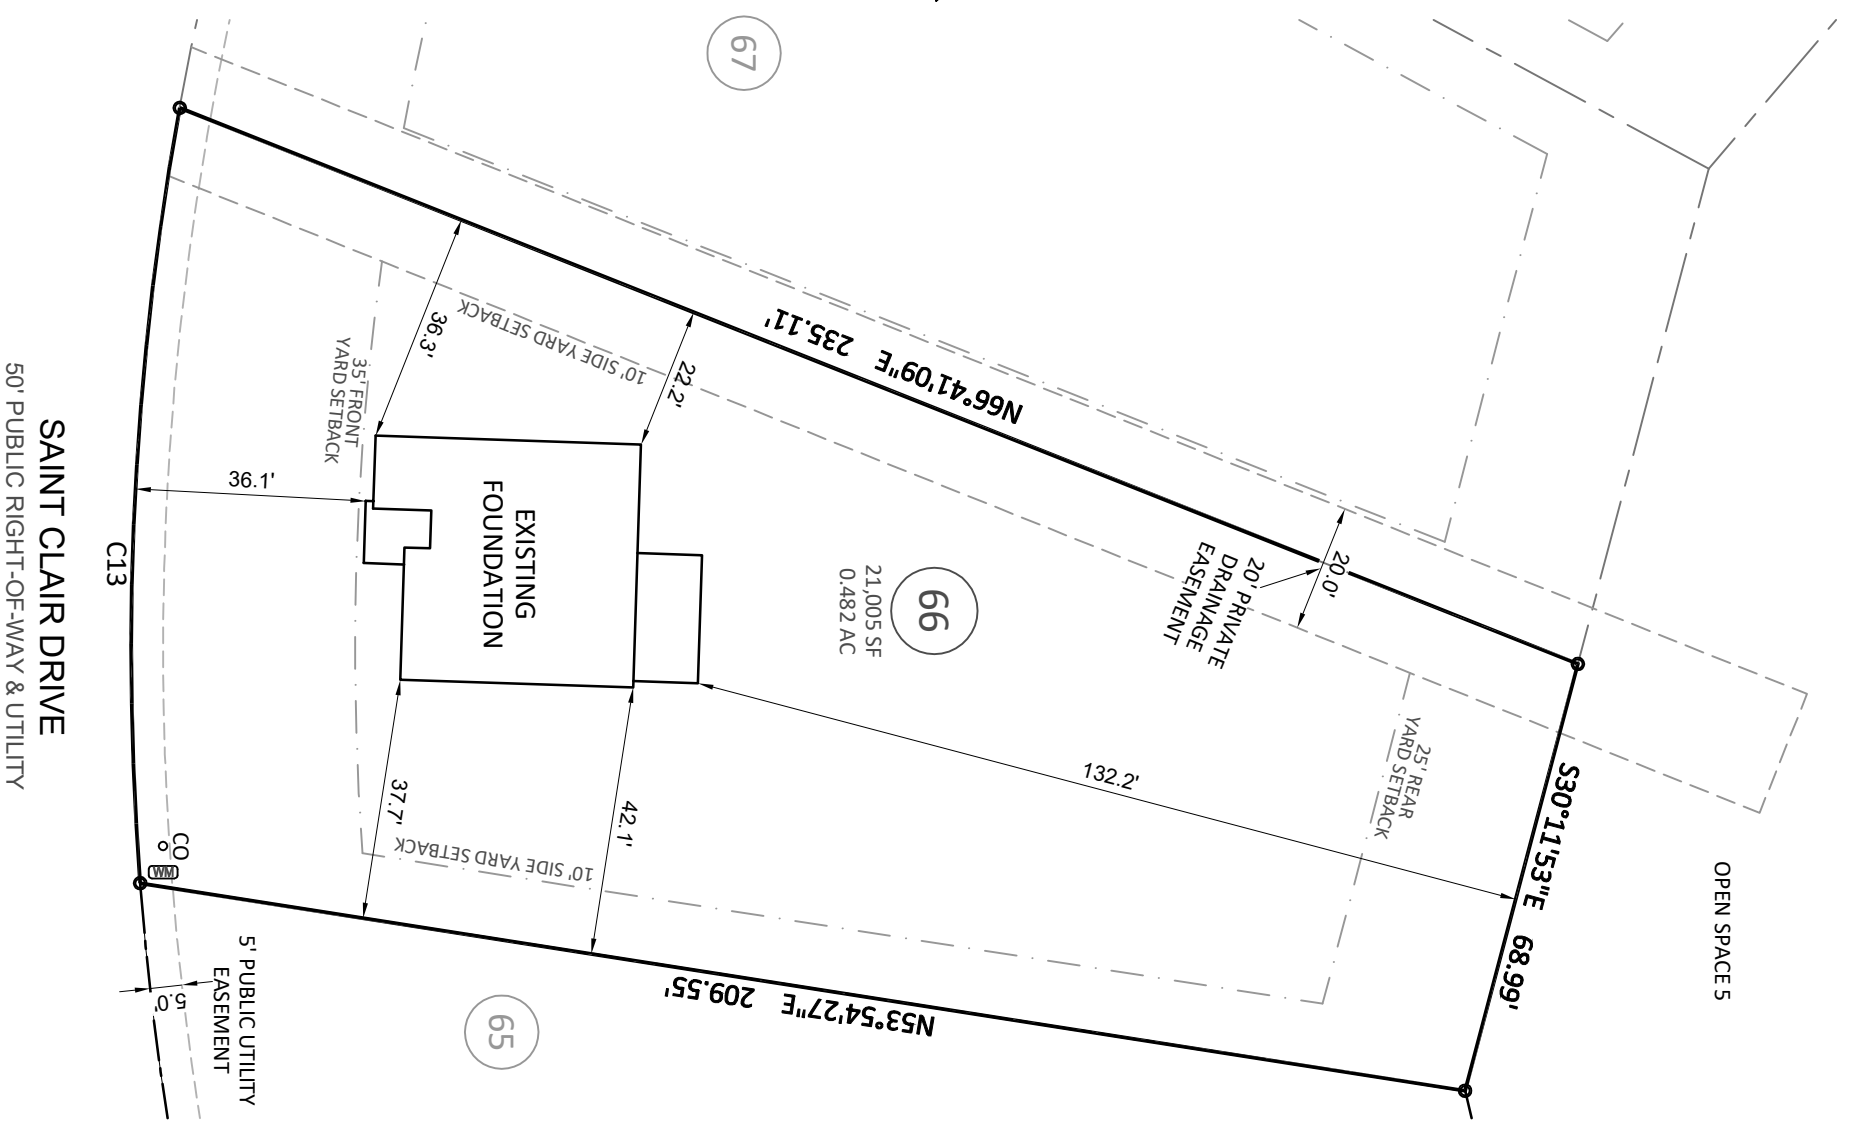 67
N66°41'09"E 235.11'
10' SIDE YARD SETBACK
36.3'
22.2'
35' FRONT
YARD SETBACK
36.1'
EXISTING
FOUNDATION
66
21,005 SF
0.482 AC
20' PRIVATE
DRAINAGE
EASEMENT
20.0'
25' REAR
YARD SETBACK
132.2'
S30°11'53"E 68.99'
OPEN SPACE 5
37.7'
42.1'
10' SIDE YARD SETBACK
N53°54'27"E 209.55'
65
C13
SAINT CLAIR DRIVE
50' PUBLIC RIGHT-OF-WAY & UTILITY
CO
WM
5' PUBLIC UTILITY
EASEMENT
5.0'